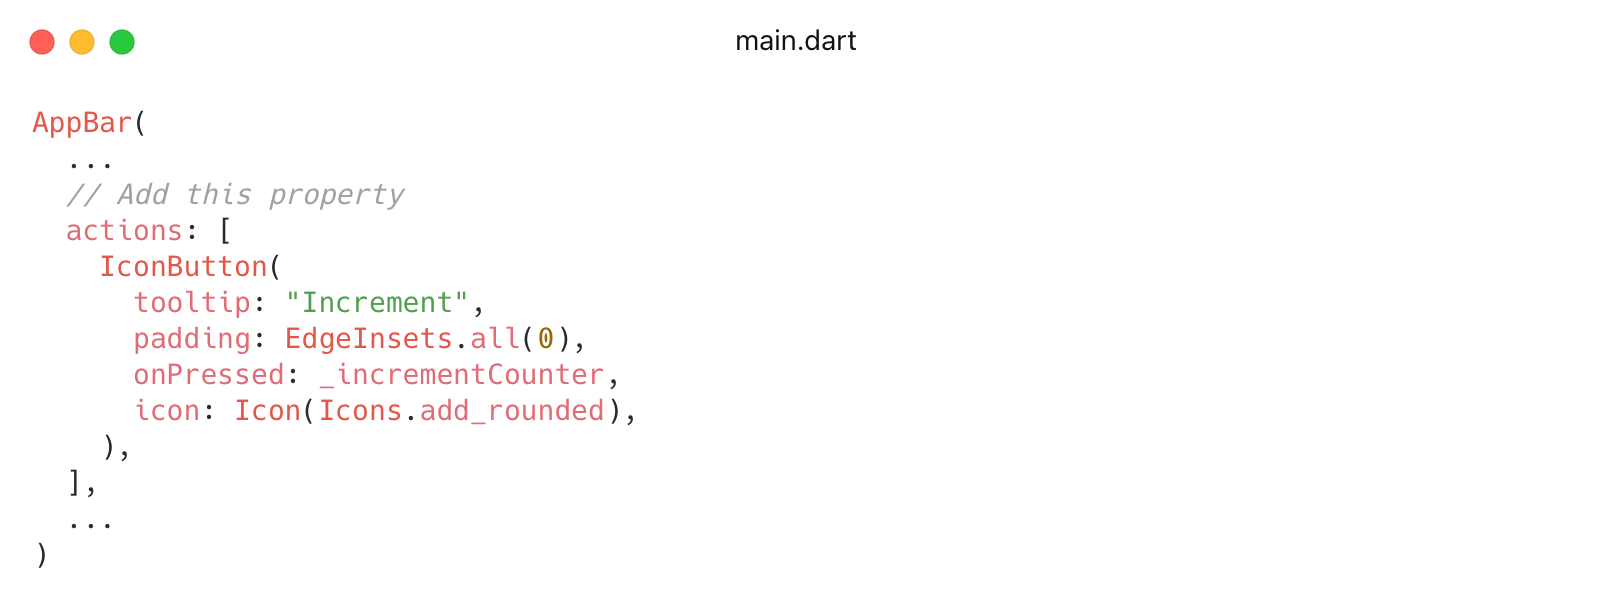 main.dart
AppBar(
  ...
  // Add this property
  actions: [
    IconButton(
      tooltip: "Increment",
      padding: EdgeInsets.all(0),
      onPressed: _incrementCounter,
      icon: Icon(Icons.add_rounded),
    ),
  ],
  ...
)